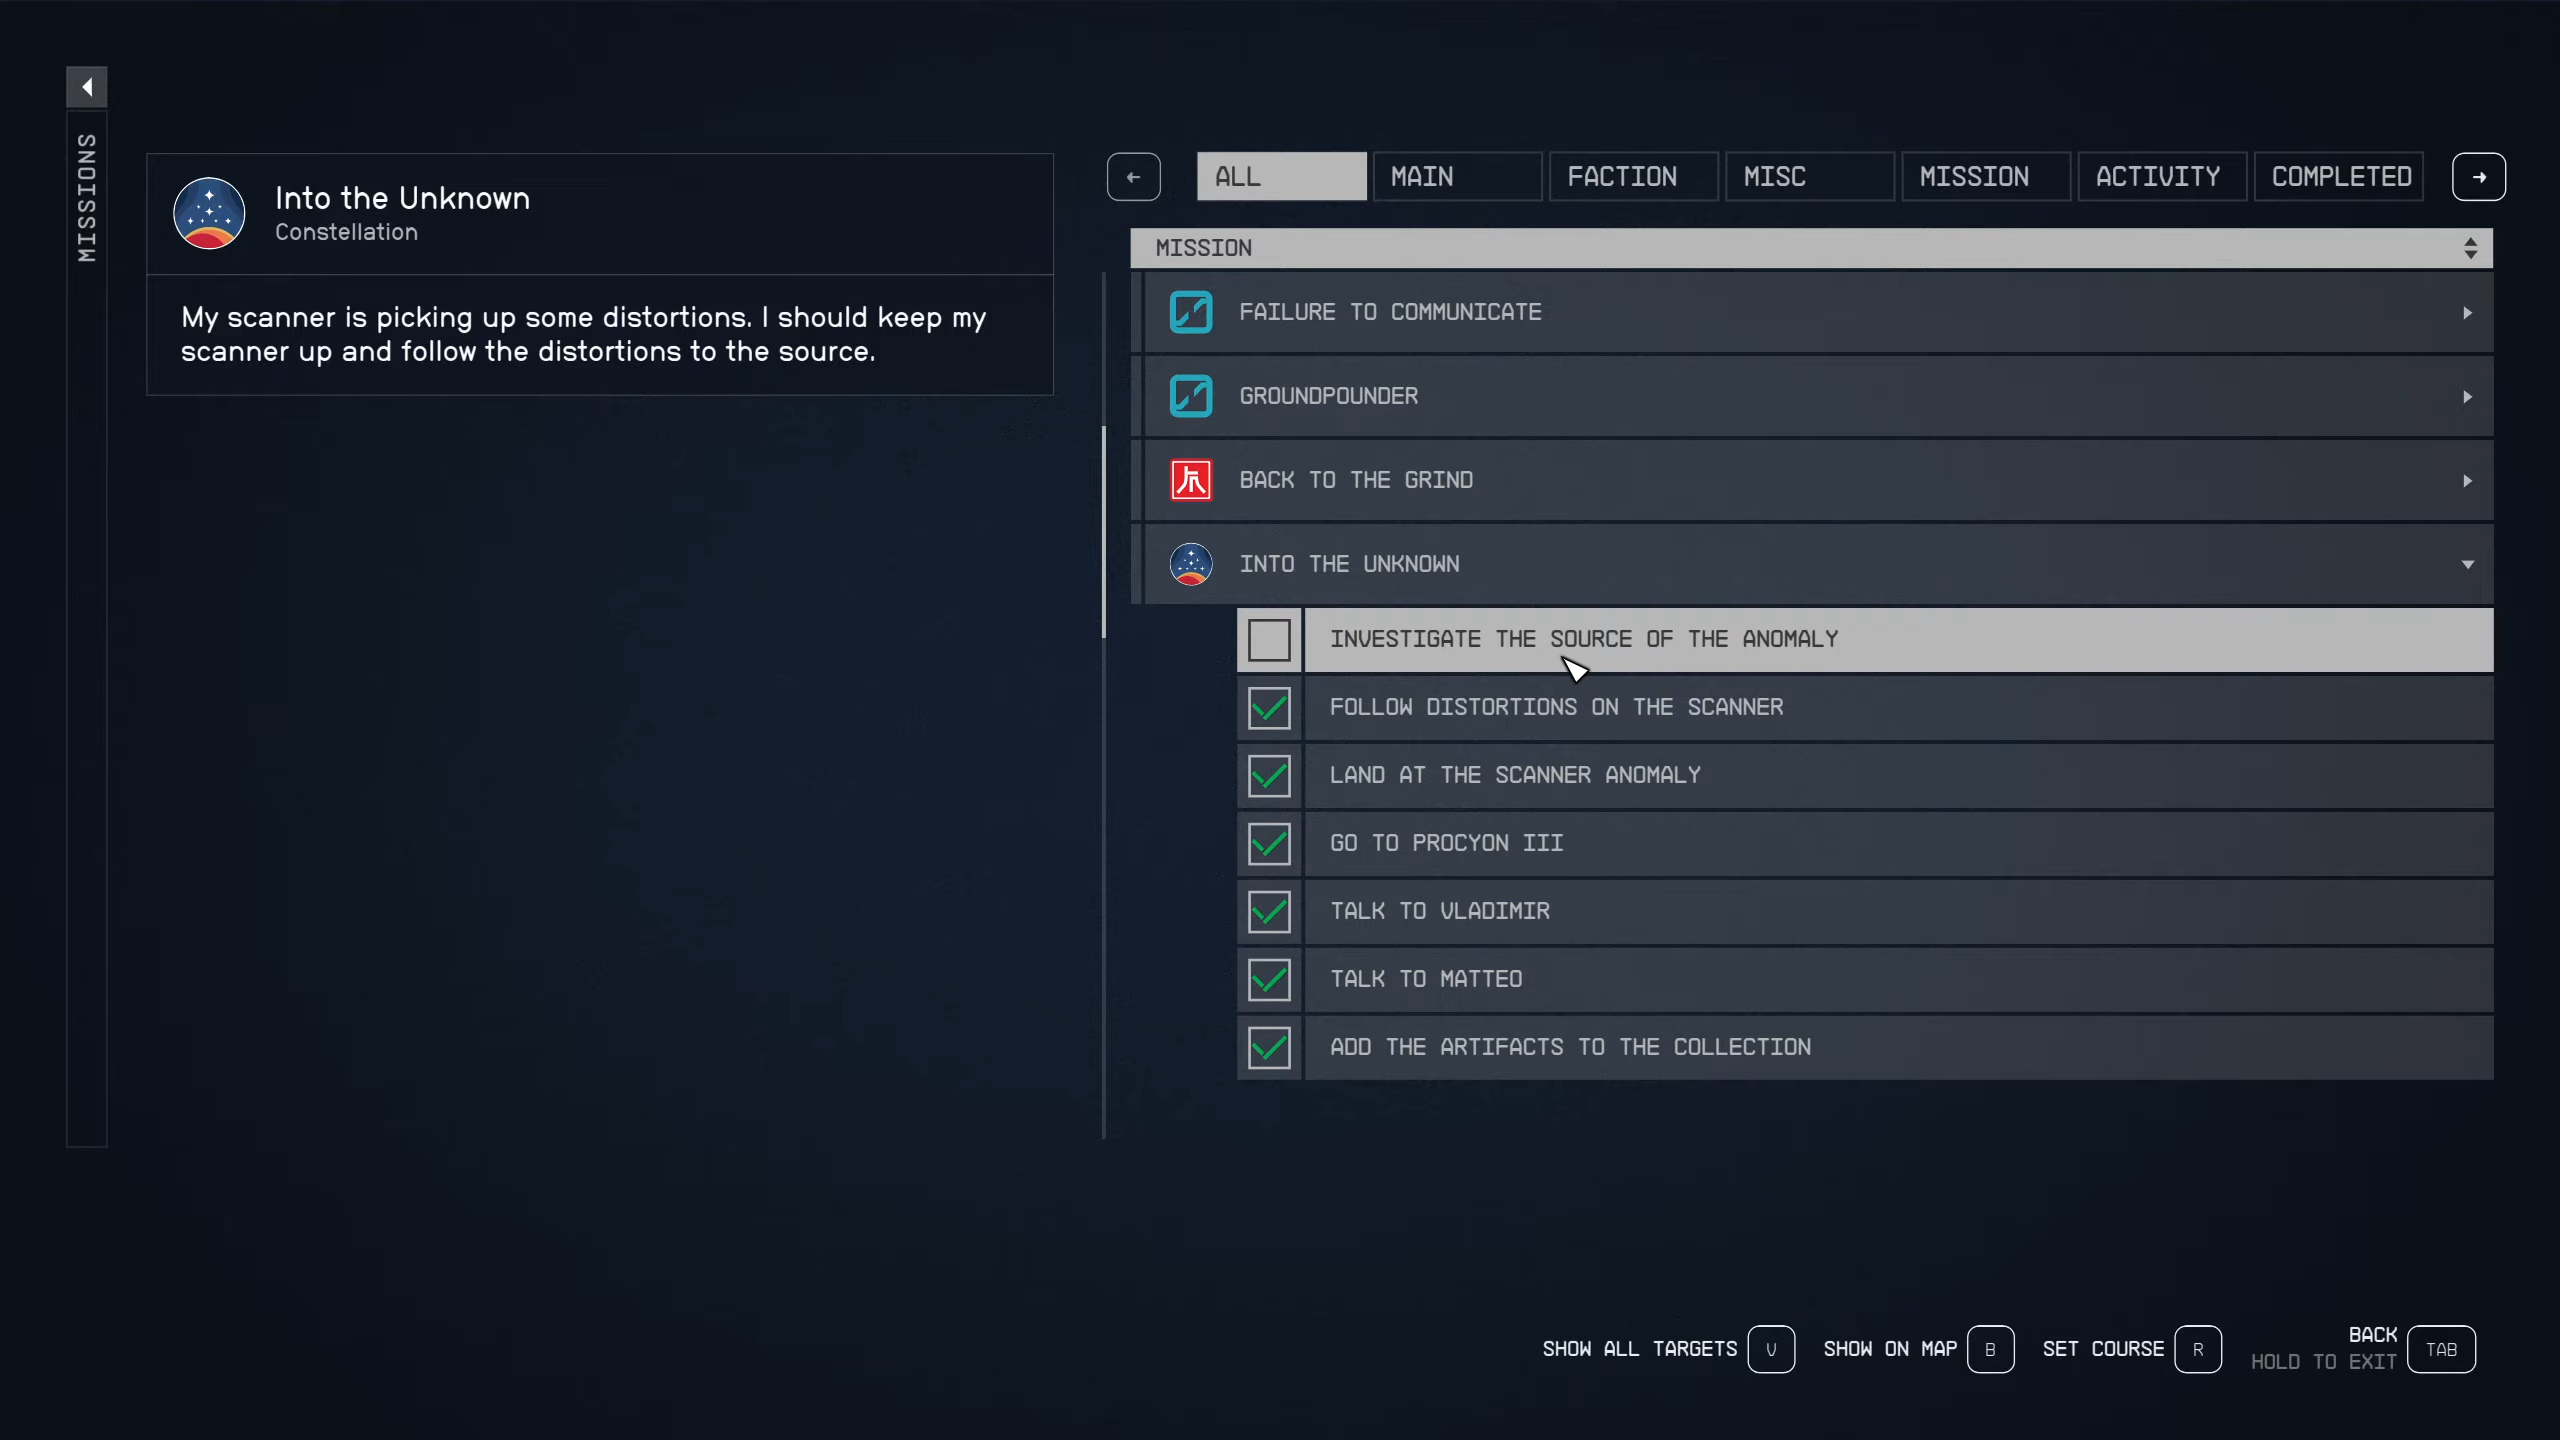 MISSIONS
Into the Unknown
Constellation
My scanner is picking up some distortions. I should keep my
scanner up and follow the distortions to the source.
ALL
MAIN
FACTION
MISC
MISSION
ACTIVITY
COMPLETED
MISSION
FAILURE TO COMMUNICATE
GROUNDPOUNDER
BACK TO THE GRIND
INTO THE UNKNOWN
INVESTIGATE THE SOURCE OF THE ANOMALY
FOLLOW DISTORTIONS ON THE SCANNER
LAND AT THE SCANNER ANOMALY
GO TO PROCYON III
TALK TO VLADIMIR
TALK TO MATTEO
ADD THE ARTIFACTS TO THE COLLECTION
SHOW ALL TARGETS V
SHOW ON MAP B
SET COURSE R
BACK
HOLD TO EXIT
TAB